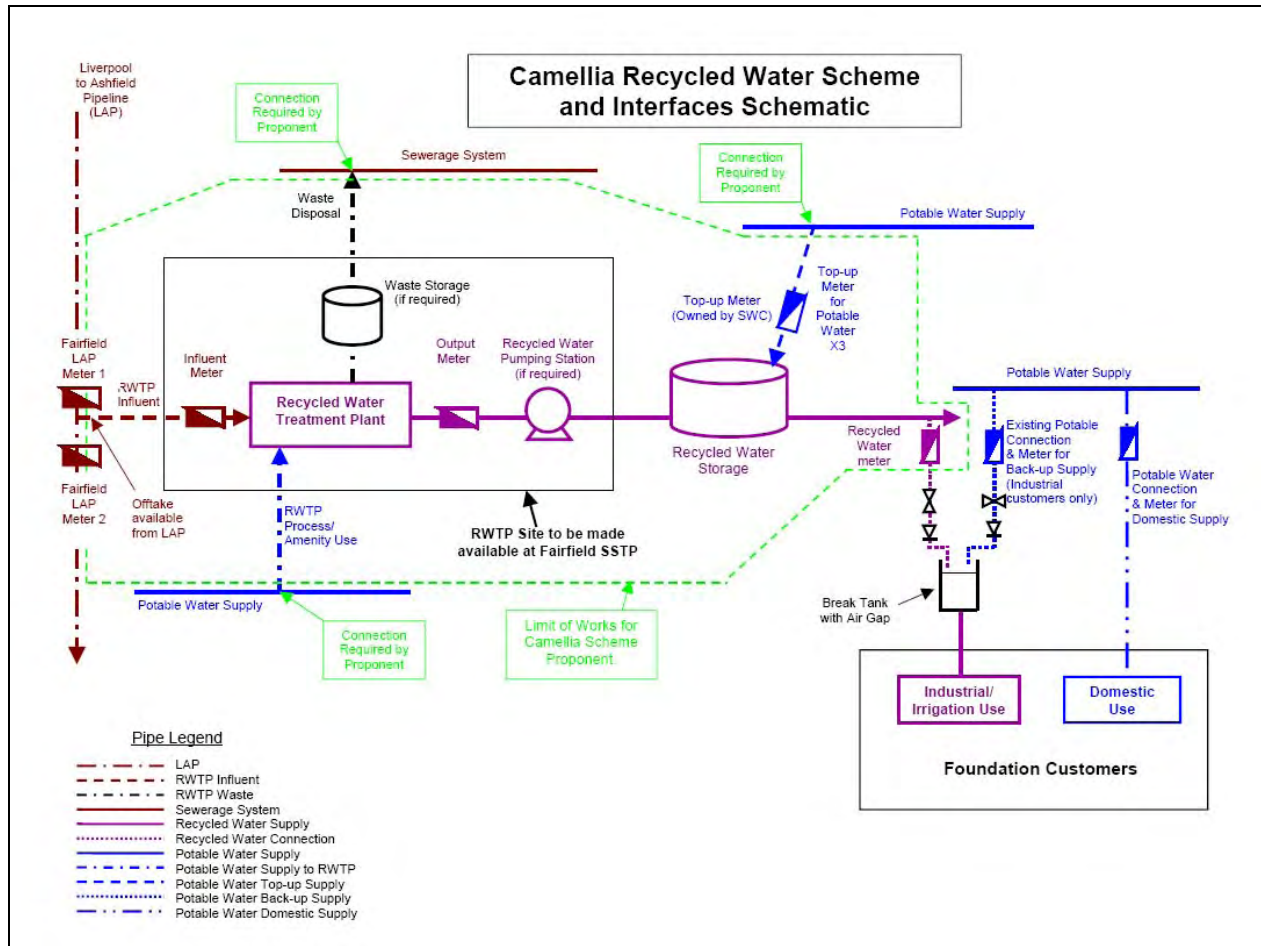 Camellia Recycled Water Scheme
and Interfaces Schematic
Liverpool
to Ashfield
Pipeline
(LAP)
Connection
Required by
Proponent
Sewerage System
Connection
Required by
Proponent
Waste
Disposal
Potable Water Supply
Waste Storage
(if required)
Top-up Meter
(Owned by SWC)
Top-up
Meter
for
Potable
Water
X3
Fairfield
LAP
Meter 1
RWTP
Influent
Influent
Meter
Output
Meter
Recycled Water
Pumping Station
(if required)
Recycled Water
Treatment Plant
Recycled Water
Storage
Potable Water Supply
Recycled
Water
meter
Existing Potable
Connection
& Meter for
Back-up Supply
(Industrial
customers only)
Potable Water
Connection
& Meter for
Domestic Supply
Fairfield
LAP
Meter 2
Offtake
available
from LAP
RWTP
Process/
Amenity Use
RWTP Site to be made
available at Fairfield SSTP
Potable Water Supply
Connection
Required by
Proponent
Limit of Works for
Camellia Scheme
Proponent
Break Tank
with Air Gap
Industrial/
Irrigation Use
Domestic
Use
Foundation Customers
Pipe Legend
LAP
RWTP Influent
RWTP Waste
Sewerage System
Recycled Water Supply
Recycled Water Connection
Potable Water Supply
Potable Water Supply to RWTP
Potable Water Top-up Supply
Potable Water Back-up Supply
Potable Water Domestic Supply